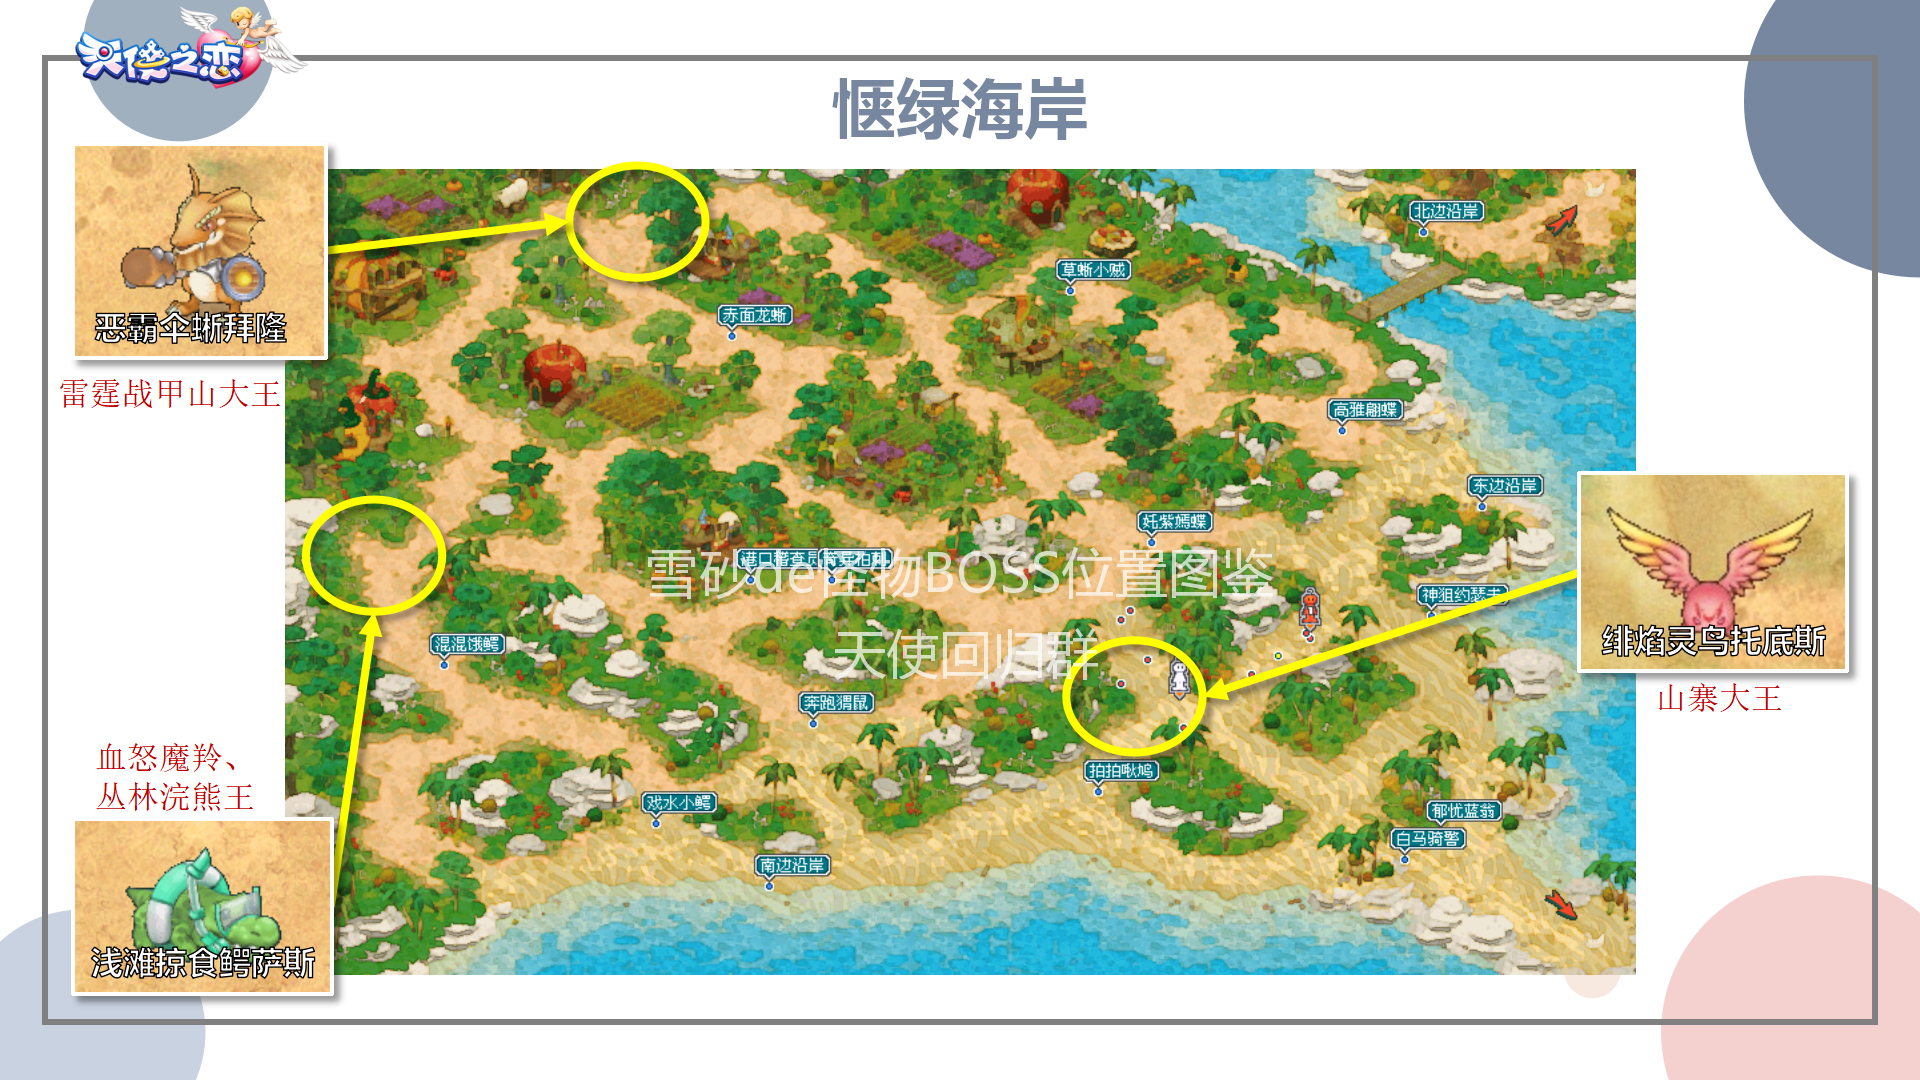 天使之恋
惬绿海岸
恶霸伞蜥拜隆
雷霆战甲山大王
北边沿岸
草蜥小贼
赤面龙蜥
高雅翩蝶
东边沿岸
妊紫嫣蝶
港口稽查员
神狙约瑟夫
雪砂de怪物BOSS位置图鉴
天使回归群
绯焰灵鸟托底斯
山寨大王
混混饿鳄
奔跑猬鼠
拍拍啾鸠
戏水小鳄
南边沿岸
郁忧蓝翁
白马骑警
血怒魔羚、
丛林浣熊王
浅滩掠食鳄萨斯